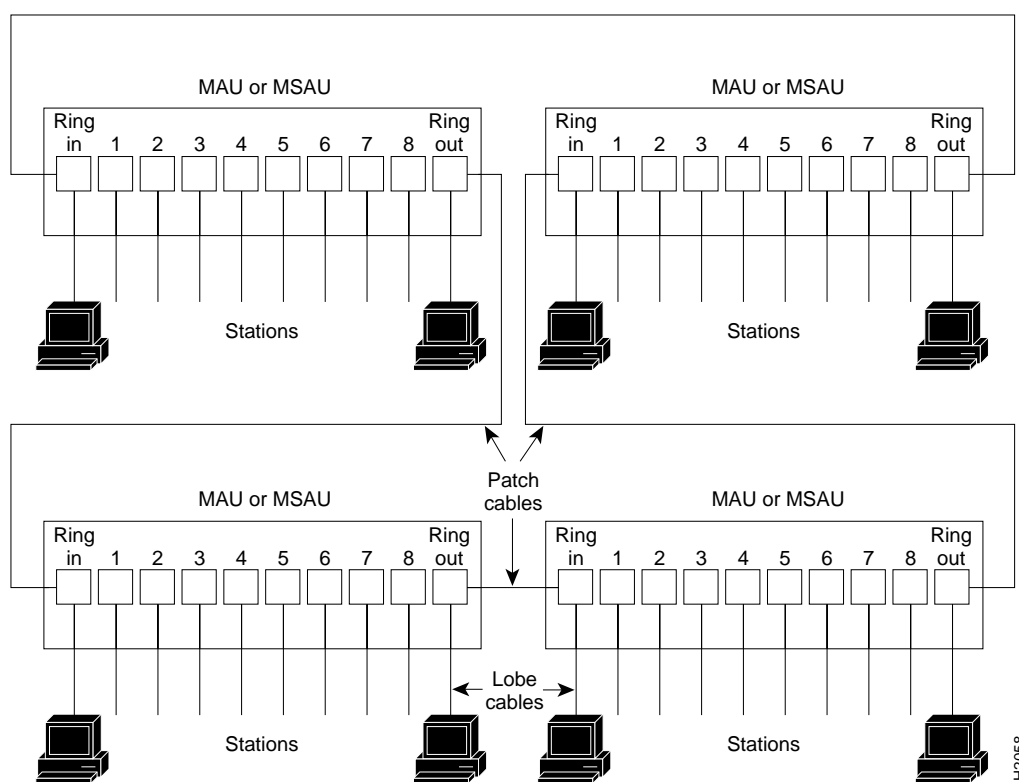 MAU or MSAU
Ring in 1 2 3 4 5 6 7 8 Ring out
Stations
MAU or MSAU
Ring in 1 2 3 4 5 6 7 8 Ring out
Stations
Patch cables
MAU or MSAU
Ring in 1 2 3 4 5 6 7 8 Ring out
Stations
Lobe cables
MAU or MSAU
Ring in 1 2 3 4 5 6 7 8 Ring out
Stations